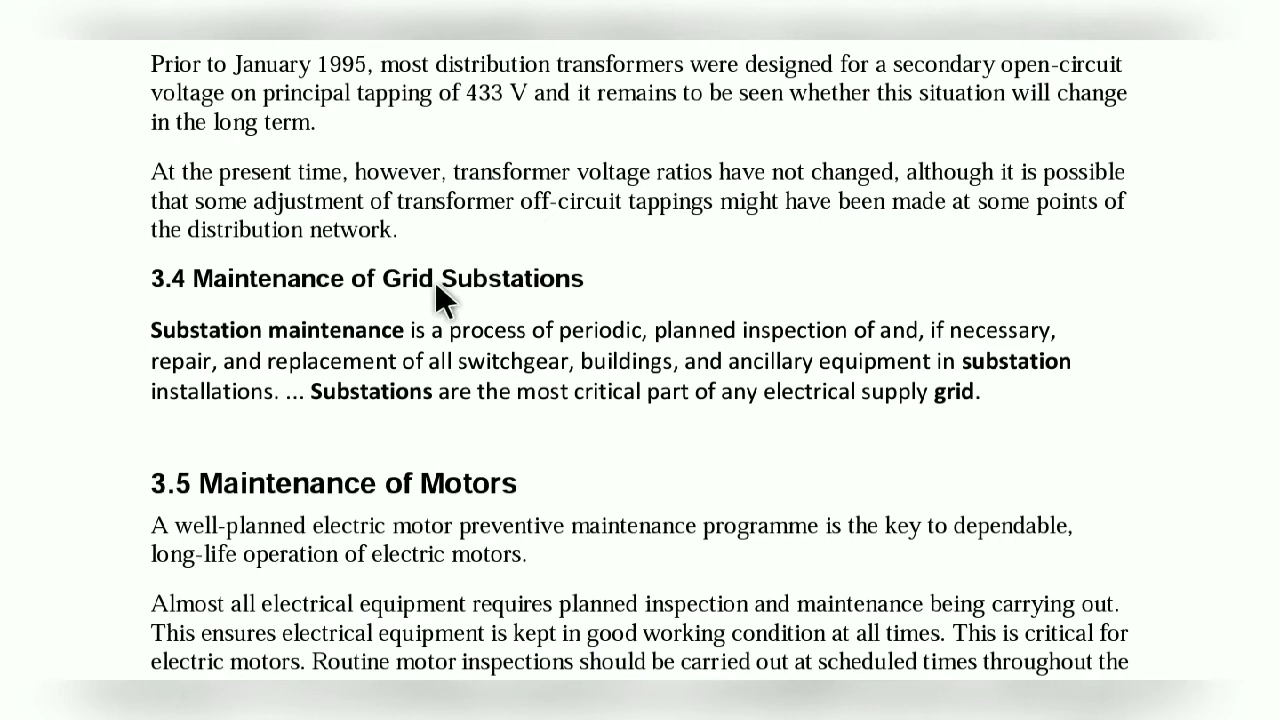 Prior to January 1995, most distribution transformers were designed for a secondary open-circuit
voltage on principal tapping of 433 V and it remains to be seen whether this situation will change
in the long term.
At the present time, however, transformer voltage ratios have not changed, although it is possible
that some adjustment of transformer off-circuit tappings might have been made at some points of
the distribution network.
3.4 Maintenance of Grid Substations
Substation maintenance is a process of periodic, planned inspection of and, if necessary,
repair, and replacement of all switchgear, buildings, and ancillary equipment in substation
installations. ... Substations are the most critical part of any electrical supply grid.
3.5 Maintenance of Motors
A well-planned electric motor preventive maintenance programme is the key to dependable,
long-life operation of electric motors.
Almost all electrical equipment requires planned inspection and maintenance being carrying out.
This ensures electrical equipment is kept in good working condition at all times. This is critical for
electric motors. Routine motor inspections should be carried out at scheduled times throughout the